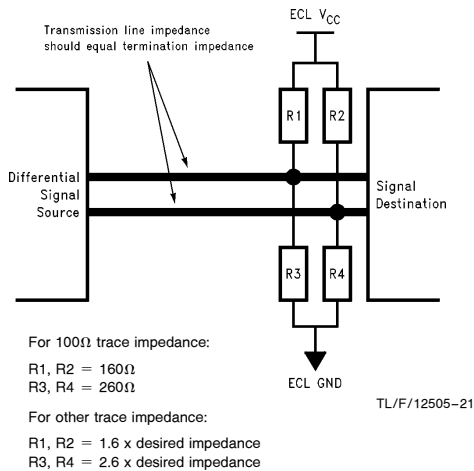 ECL VCC
Transmission line impedance
should equal termination impedance
R1
R2
Differential
Signal
Source
Signal
Destination
R3
R4
For 100Ω trace impedance:
R1, R2 = 160Ω
R3, R4 = 260Ω
ECL GND
TL/F/12505–21
For other trace impedance:
R1, R2 = 1.6 x desired impedance
R3, R4 = 2.6 x desired impedance